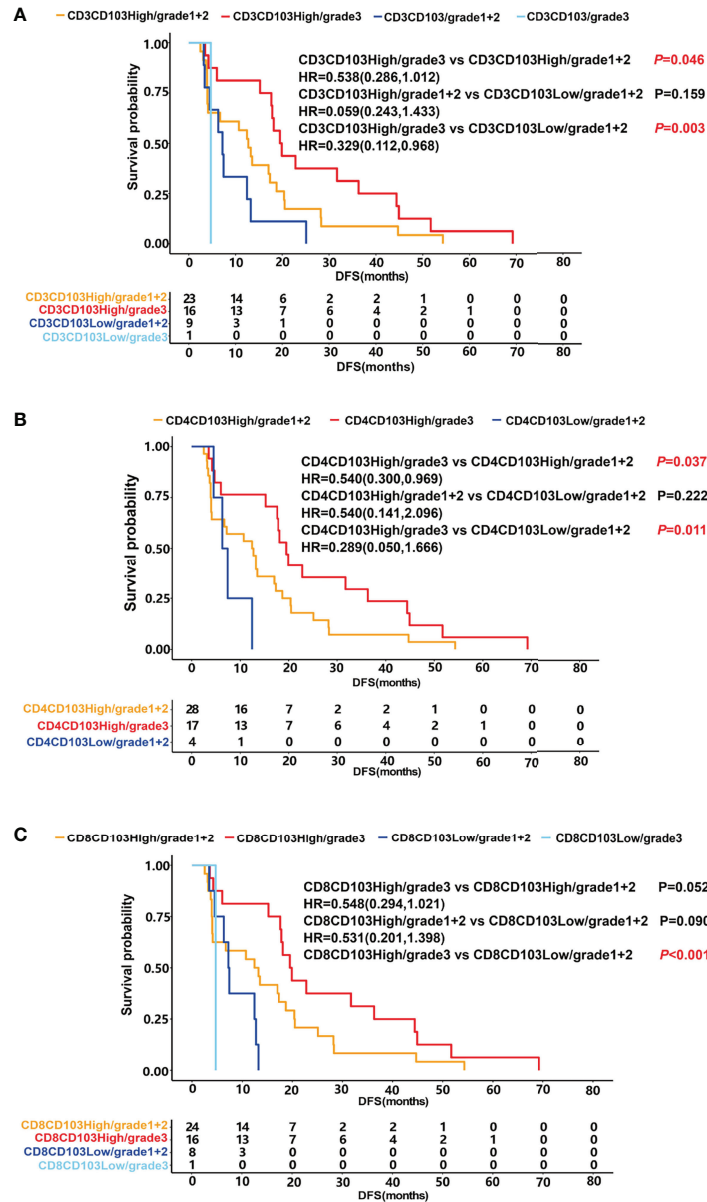 A
CD3CD103High/grade1+2 CD3CD103High/grade3 CD3CD103/grade1+2 CD3CD103/grade3
1.00
0.75
0.50
0.25
0.00
Survival probability
CD3CD103High/grade3 vs CD3CD103High/grade1+2 P=0.046
HR=0.538(0.286,1.012)
CD3CD103High/grade1+2 vs CD3CD103Low/grade1+2 P=0.159
HR=0.059(0.243,1.433)
CD3CD103High/grade3 vs CD3CD103Low/grade1+2 P=0.003
HR=0.329(0.112,0.968)
0 10 20 30 40 50 60 70 80
DFS(months)
CD3CD103High/grade1+2 23 14 6 2 2 1 0 0 0
CD3CD103High/grade3 16 13 7 6 4 2 1 0 0
CD3CD103Low/grade1+2 9 3 1 0 0 0 0 0 0
CD3CD103Low/grade3 1 0 0 0 0 0 0 0 0
0 10 20 30 40 50 60 70 80
DFS(months)
B
CD4CD103High/grade1+2 CD4CD103High/grade3 CD4CD103Low/grade1+2
1.00
0.75
0.50
0.25
0.00
Survival probability
CD4CD103High/grade3 vs CD4CD103High/grade1+2 P=0.037
HR=0.540(0.300,0.969)
CD4CD103High/grade1+2 vs CD4CD103Low/grade1+2 P=0.222
HR=0.540(0.141,2.096)
CD4CD103High/grade3 vs CD4CD103Low/grade1+2 P=0.011
HR=0.289(0.050,1.666)
0 10 20 30 40 50 60 70 80
DFS(months)
CD4CD103High/grade1+2 28 16 7 2 2 1 0 0 0
CD4CD103High/grade3 17 13 7 6 4 2 1 0 0
CD4CD103Low/grade1+2 4 1 0 0 0 0 0 0 0
0 10 20 30 40 50 60 70 80
DFS(months)
C
CD8CD103High/grade1+2 CD8CD103High/grade3 CD8CD103Low/grade1+2 CD8CD103Low/grade3
1.00
0.75
0.50
0.25
0.00
Survival probability
CD8CD103High/grade3 vs CD8CD103High/grade1+2 P=0.052
HR=0.548(0.294,1.021)
CD8CD103High/grade1+2 vs CD8CD103Low/grade1+2 P=0.090
HR=0.531(0.201,1.398)
CD8CD103High/grade3 vs CD8CD103Low/grade1+2 P<0.001
0 10 20 30 40 50 60 70 80
DFS(months)
CD8CD103High/grade1+2 24 14 7 2 2 1 0 0 0
CD8CD103High/grade3 16 13 7 6 4 2 1 0 0
CD8CD103Low/grade1+2 8 3 0 0 0 0 0 0 0
CD8CD103Low/grade3 1 0 0 0 0 0 0 0 0
0 10 20 30 40 50 60 70 80
DFS(months)